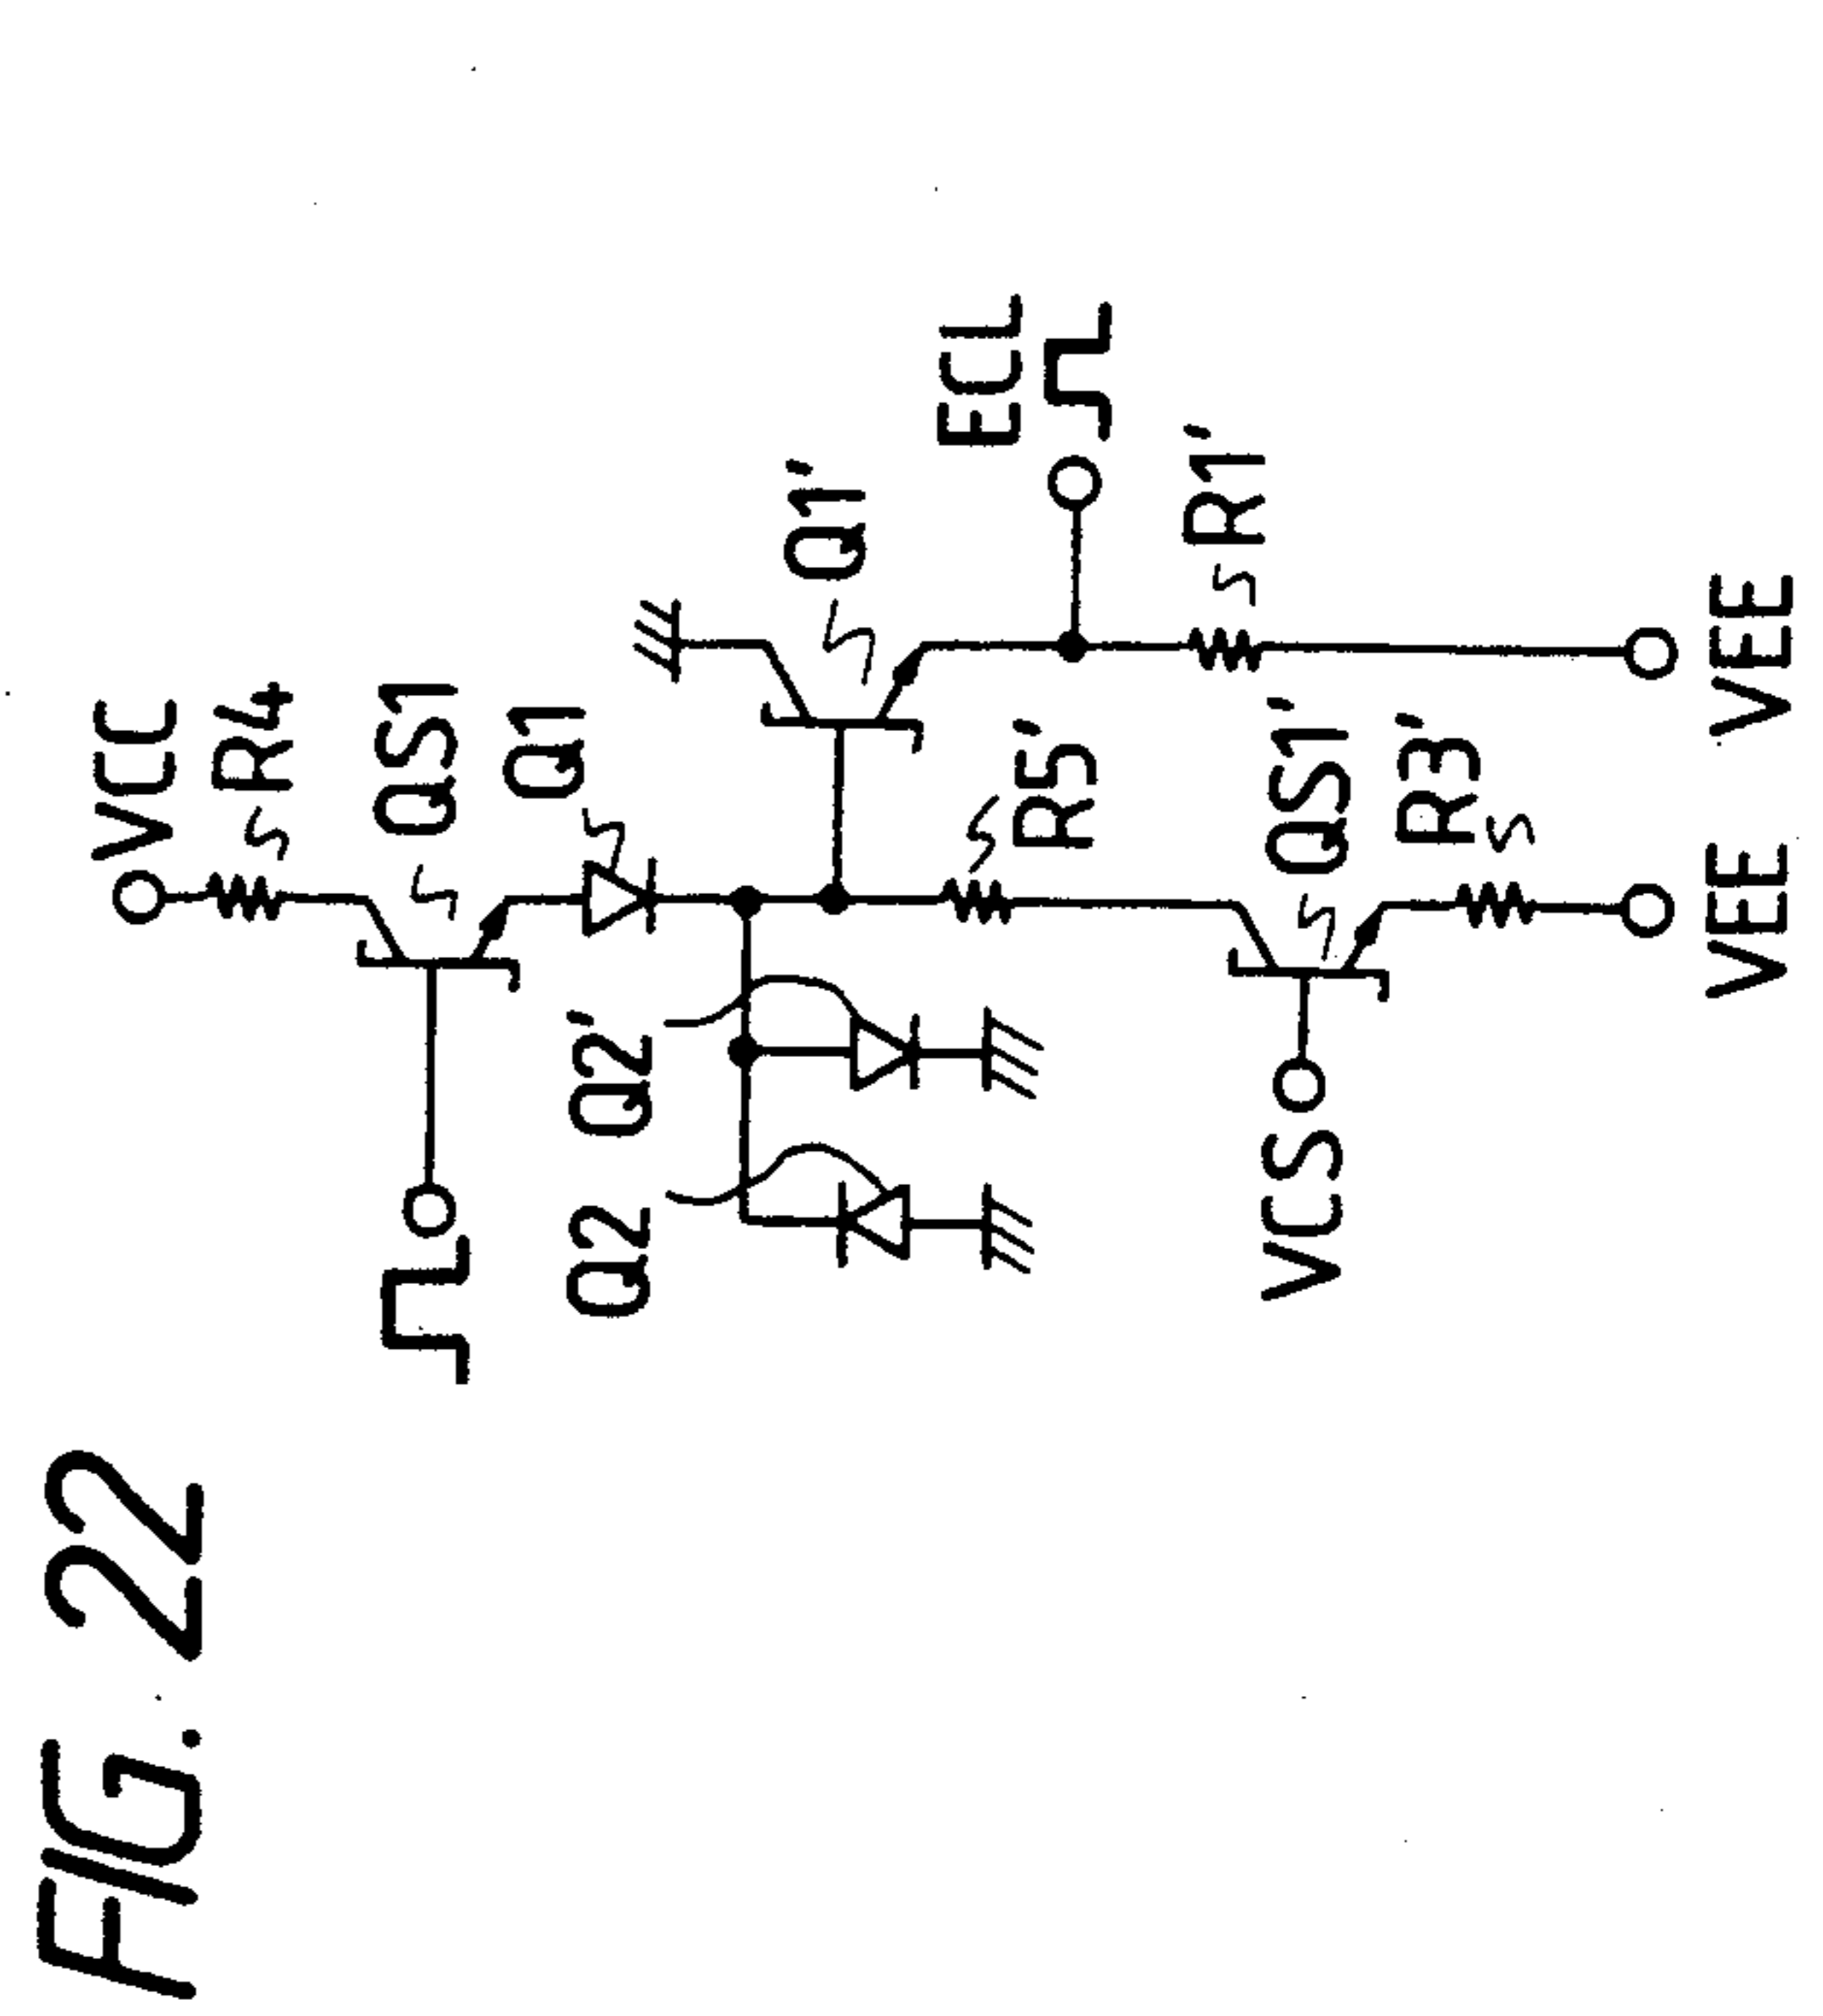 FIG. 22
VCC
R4
QS1
Q1
Q2
Q2'
Q1'
ECL
R5'
R1'
VCS
QS1'
R3'
VEE
VEE